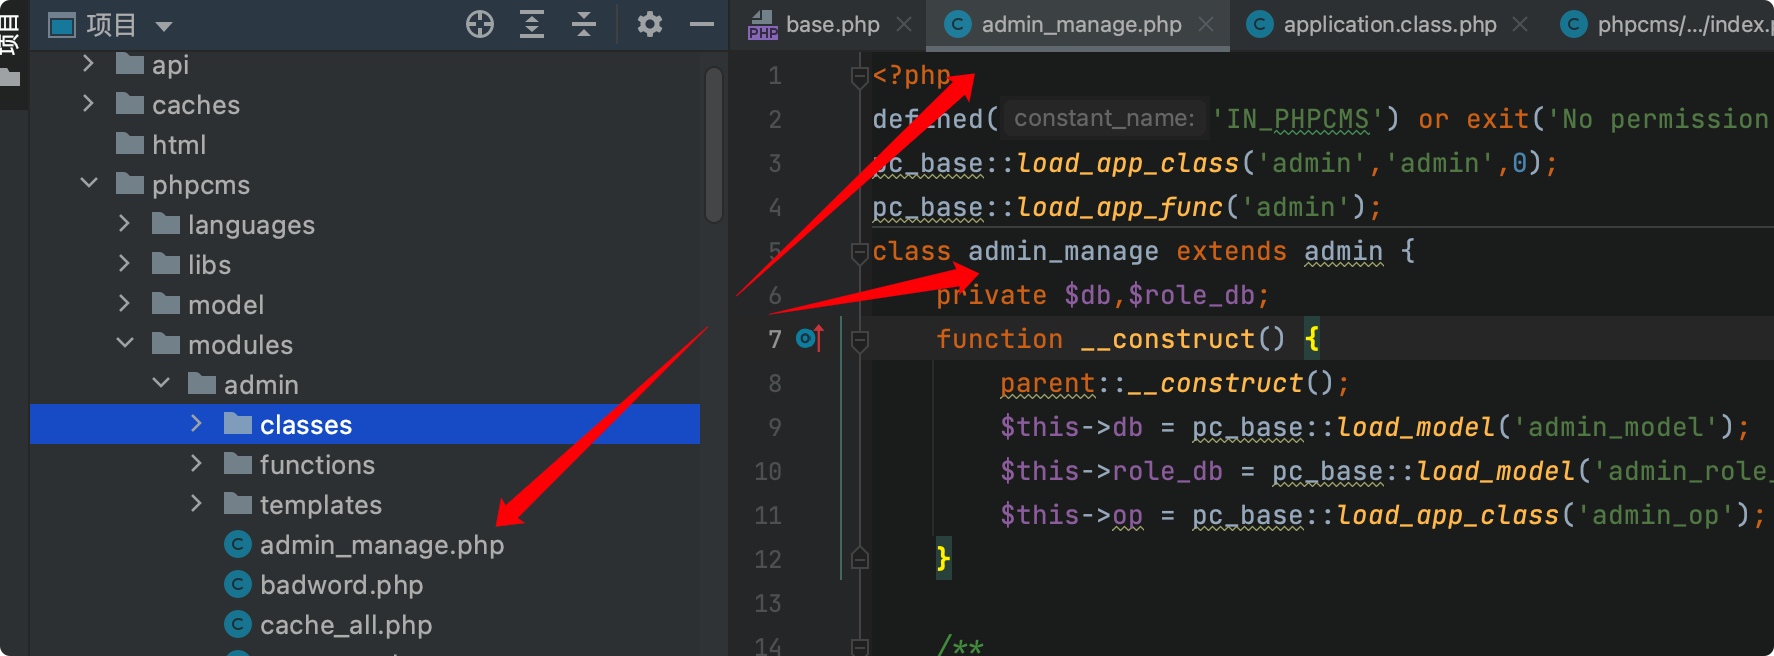 项目
项目
api
caches
html
phpcms
languages
libs
model
modules
admin
classes
functions
templates
admin_manage.php
badword.php
cache_all.php
base.php
admin_manage.php
application.class.php
phpcms/.../index.p
1 <?php
2 defined( constant_name: 'IN_PHPCMS') or exit('No permission
3 pc_base::load_app_class('admin','admin',0);
4 pc_base::load_app_func('admin');
5 class admin_manage extends admin {
6 private $db,$role_db;
7 function __construct() {
8 parent::__construct();
9 $this->db = pc_base::load_model('admin_model');
10 $this->role_db = pc_base::load_model('admin_role_
11 $this->op = pc_base::load_app_class('admin_op');
12 }
13
14 /**